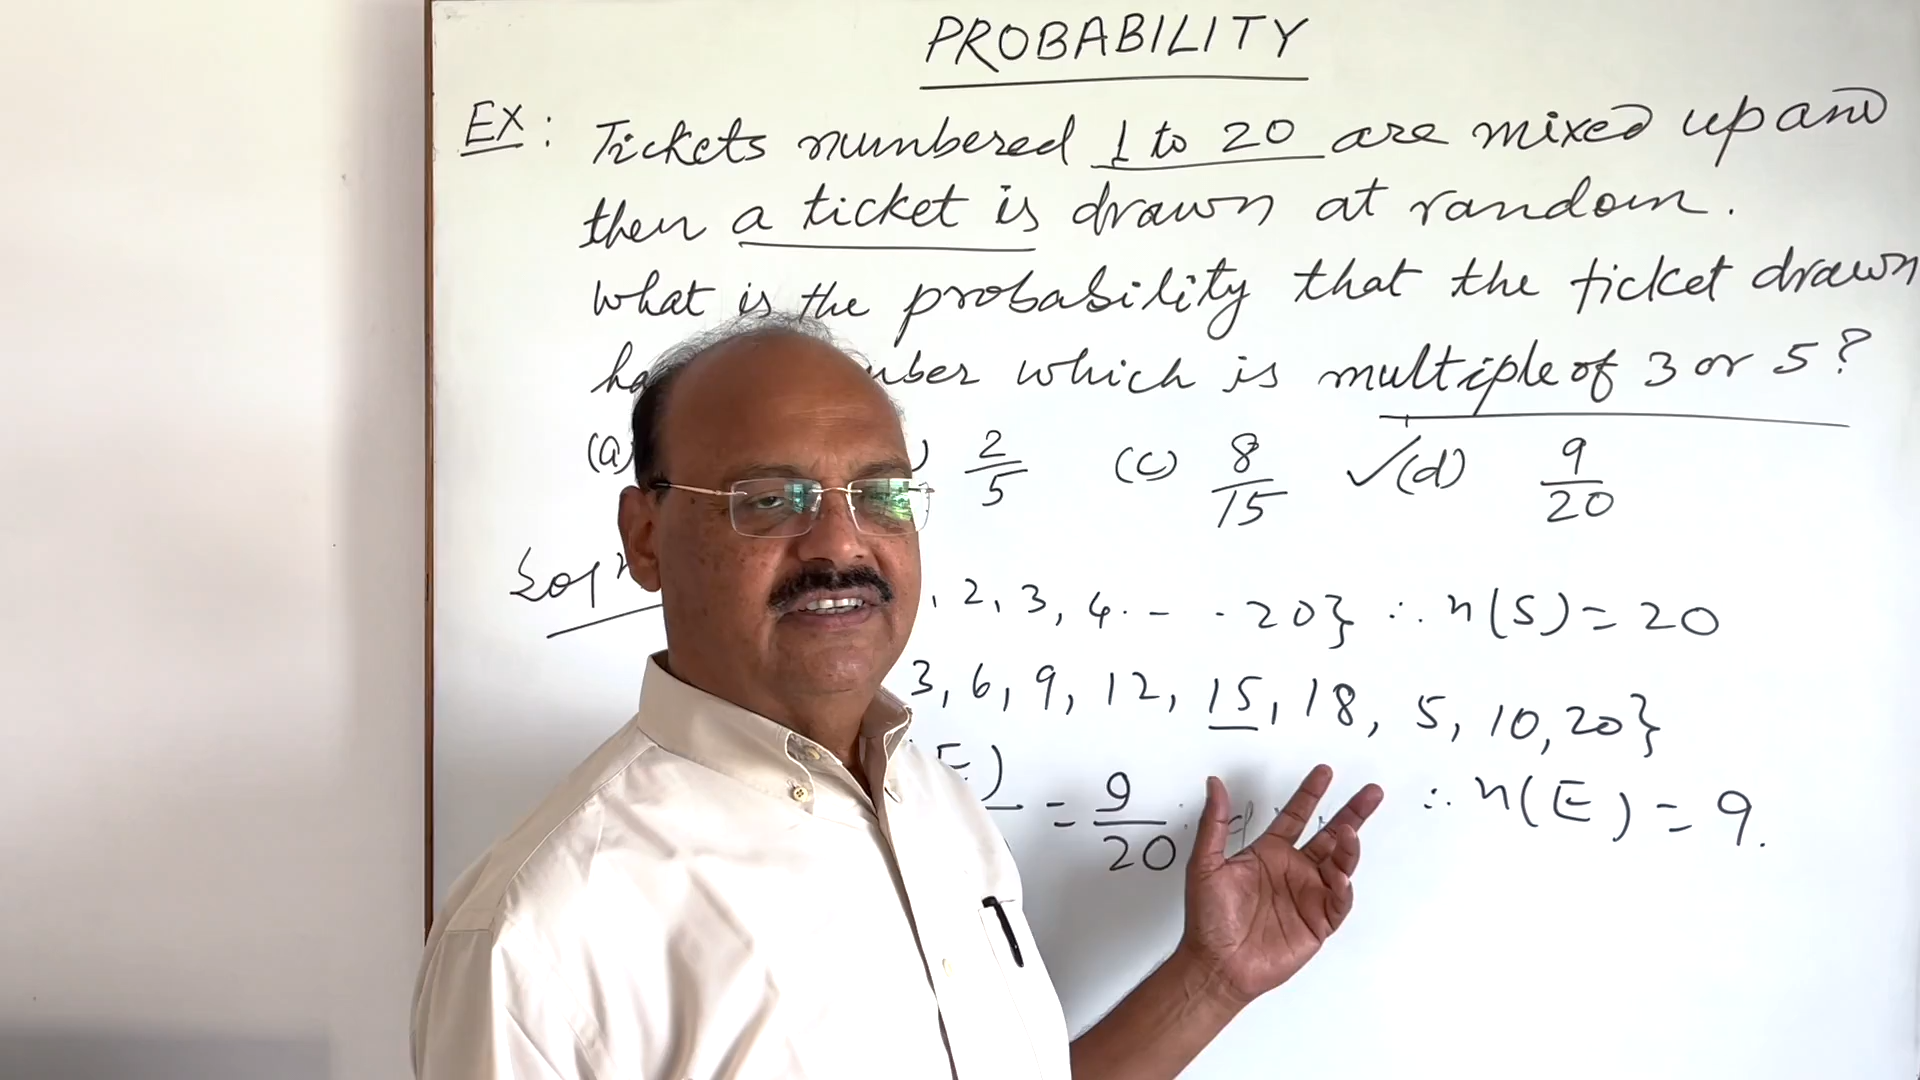 PROBABILITY
Ex: Tickets numbered 1 to 20 are mixed up and
then a ticket is drawn at random.
What is the probability that the ticket drawn
which is multiple of 3 or 5?
(a) ) 2/5 (c) 8/15 ✓(d) 9/20
Solⁿ , 2, 3, 4 - - 20} ∴ n(S) = 20
3, 6, 9, 12, 15, 18, 5, 10, 20}
E) = 9/20 ∴ n(E) = 9.